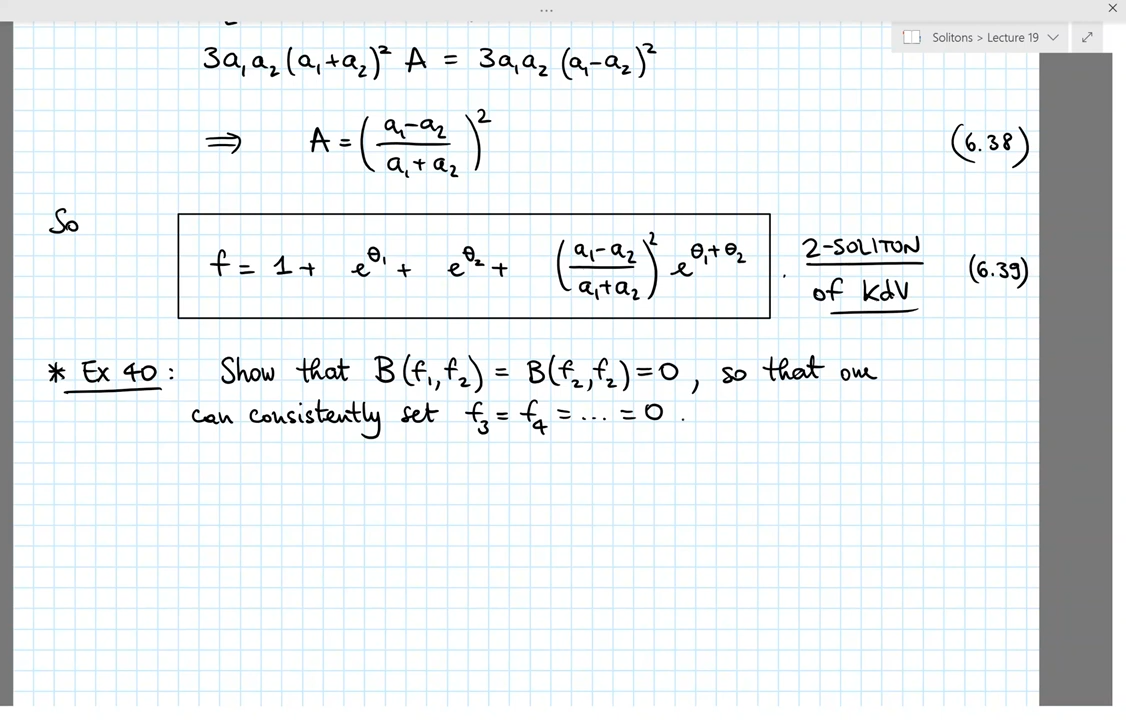 Solitons > Lecture 19
3a₁a₂(a₁+a₂)² A = 3a₁a₂ (a₁-a₂)²
⟹ A = ((a₁-a₂)/(a₁+a₂))² (6.38)
So
f = 1 + e^θ₁ + e^θ₂ + ((a₁-a₂)/(a₁+a₂))² e^(θ₁+θ₂) . 2-SOLITON (6.39)
of KdV
* Ex 40: Show that B(f₁,f₂) = B(f₂,f₂) = 0, so that one
can consistently set f₃ = f₄ = ... = 0.